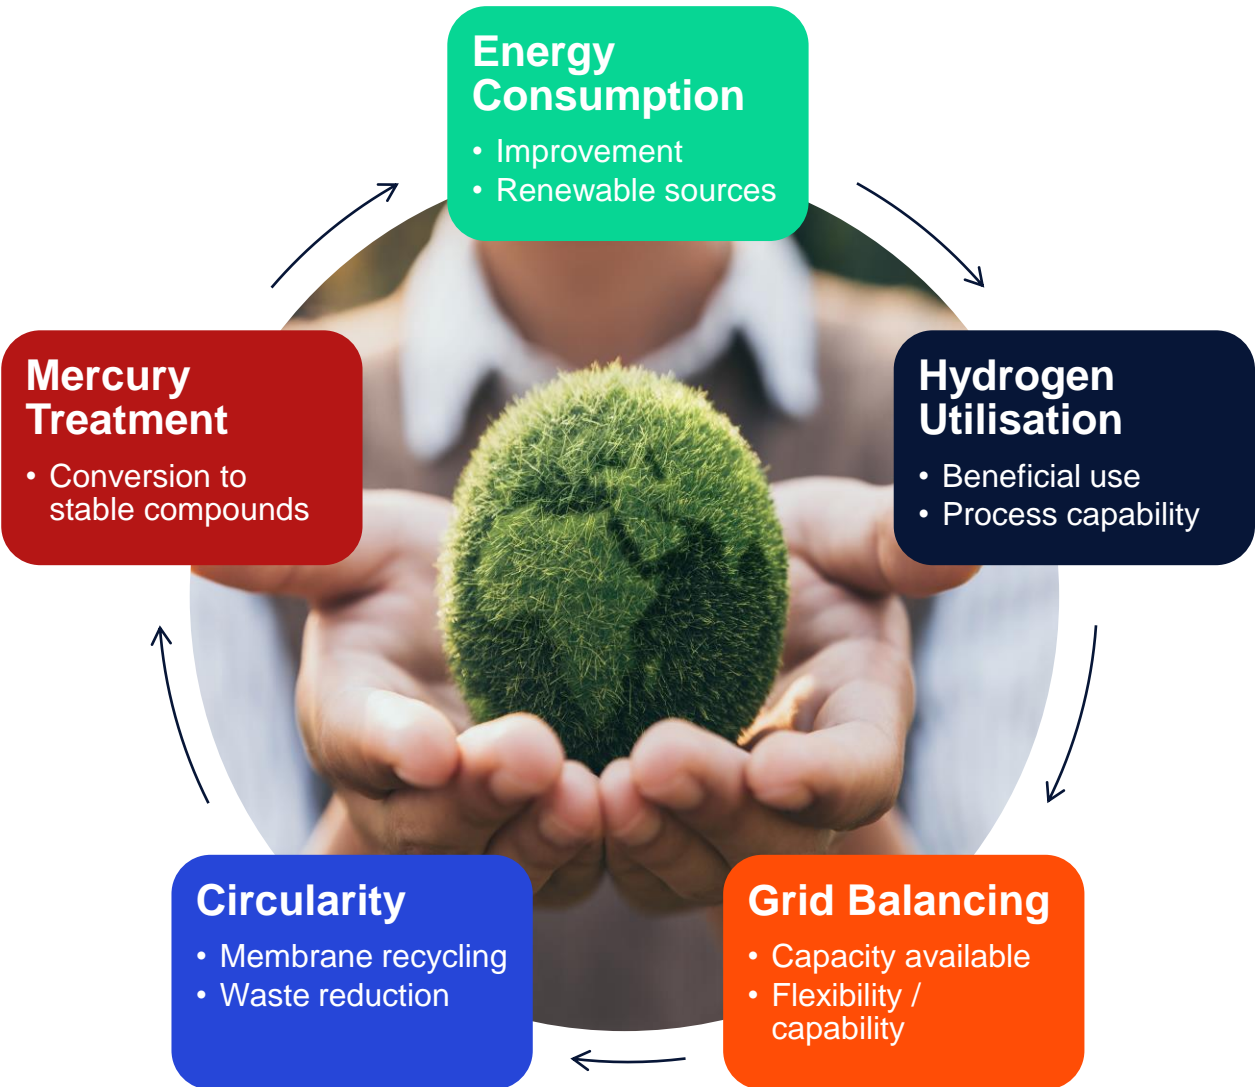 Energy
Consumption
• Improvement
• Renewable sources
Hydrogen
Utilisation
• Beneficial use
• Process capability
Grid Balancing
• Capacity available
• Flexibility /
capability
Circularity
• Membrane recycling
• Waste reduction
Mercury
Treatment
• Conversion to
stable compounds